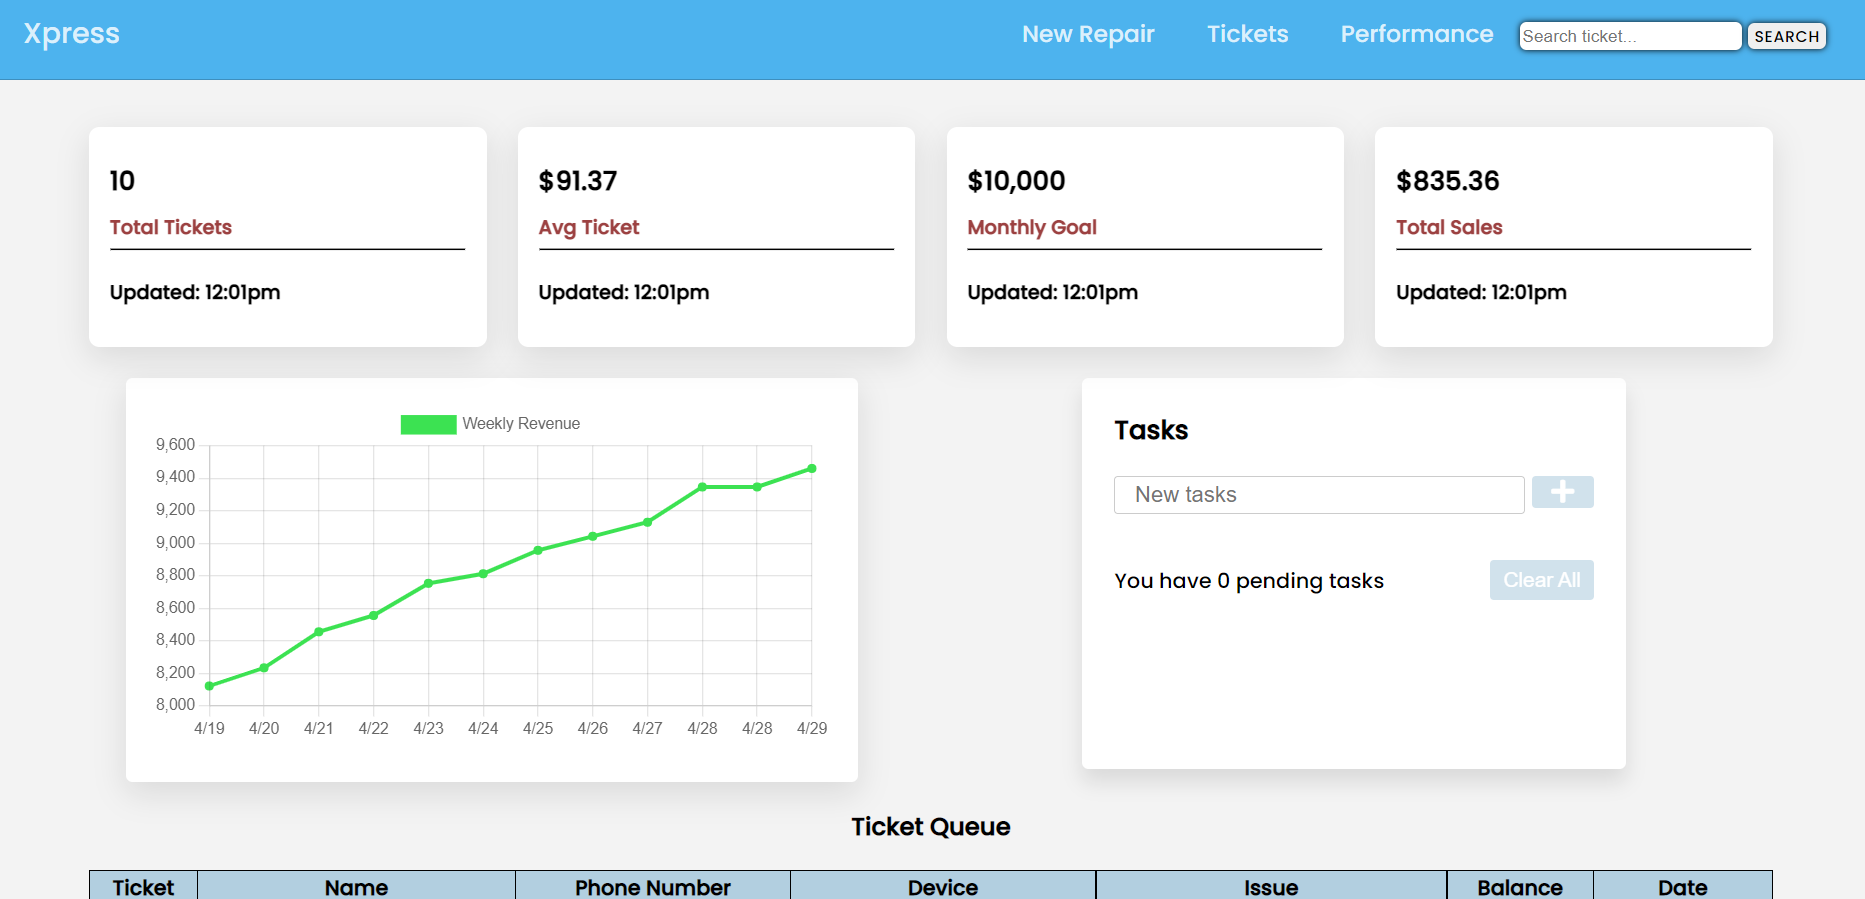 Xpress
New Repair Tickets Performance Search ticket... SEARCH
10
Total Tickets
Updated: 12:01pm
$91.37
Avg Ticket
Updated: 12:01pm
$10,000
Monthly Goal
Updated: 12:01pm
$835.36
Total Sales
Updated: 12:01pm
Weekly Revenue
9,600
9,400
9,200
9,000
8,800
8,600
8,400
8,200
8,000
4/19 4/20 4/21 4/22 4/23 4/24 4/25 4/26 4/27 4/28 4/28 4/29
Tasks
New tasks
You have 0 pending tasks Clear All
Ticket Queue
Ticket Name Phone Number Device Issue Balance Date